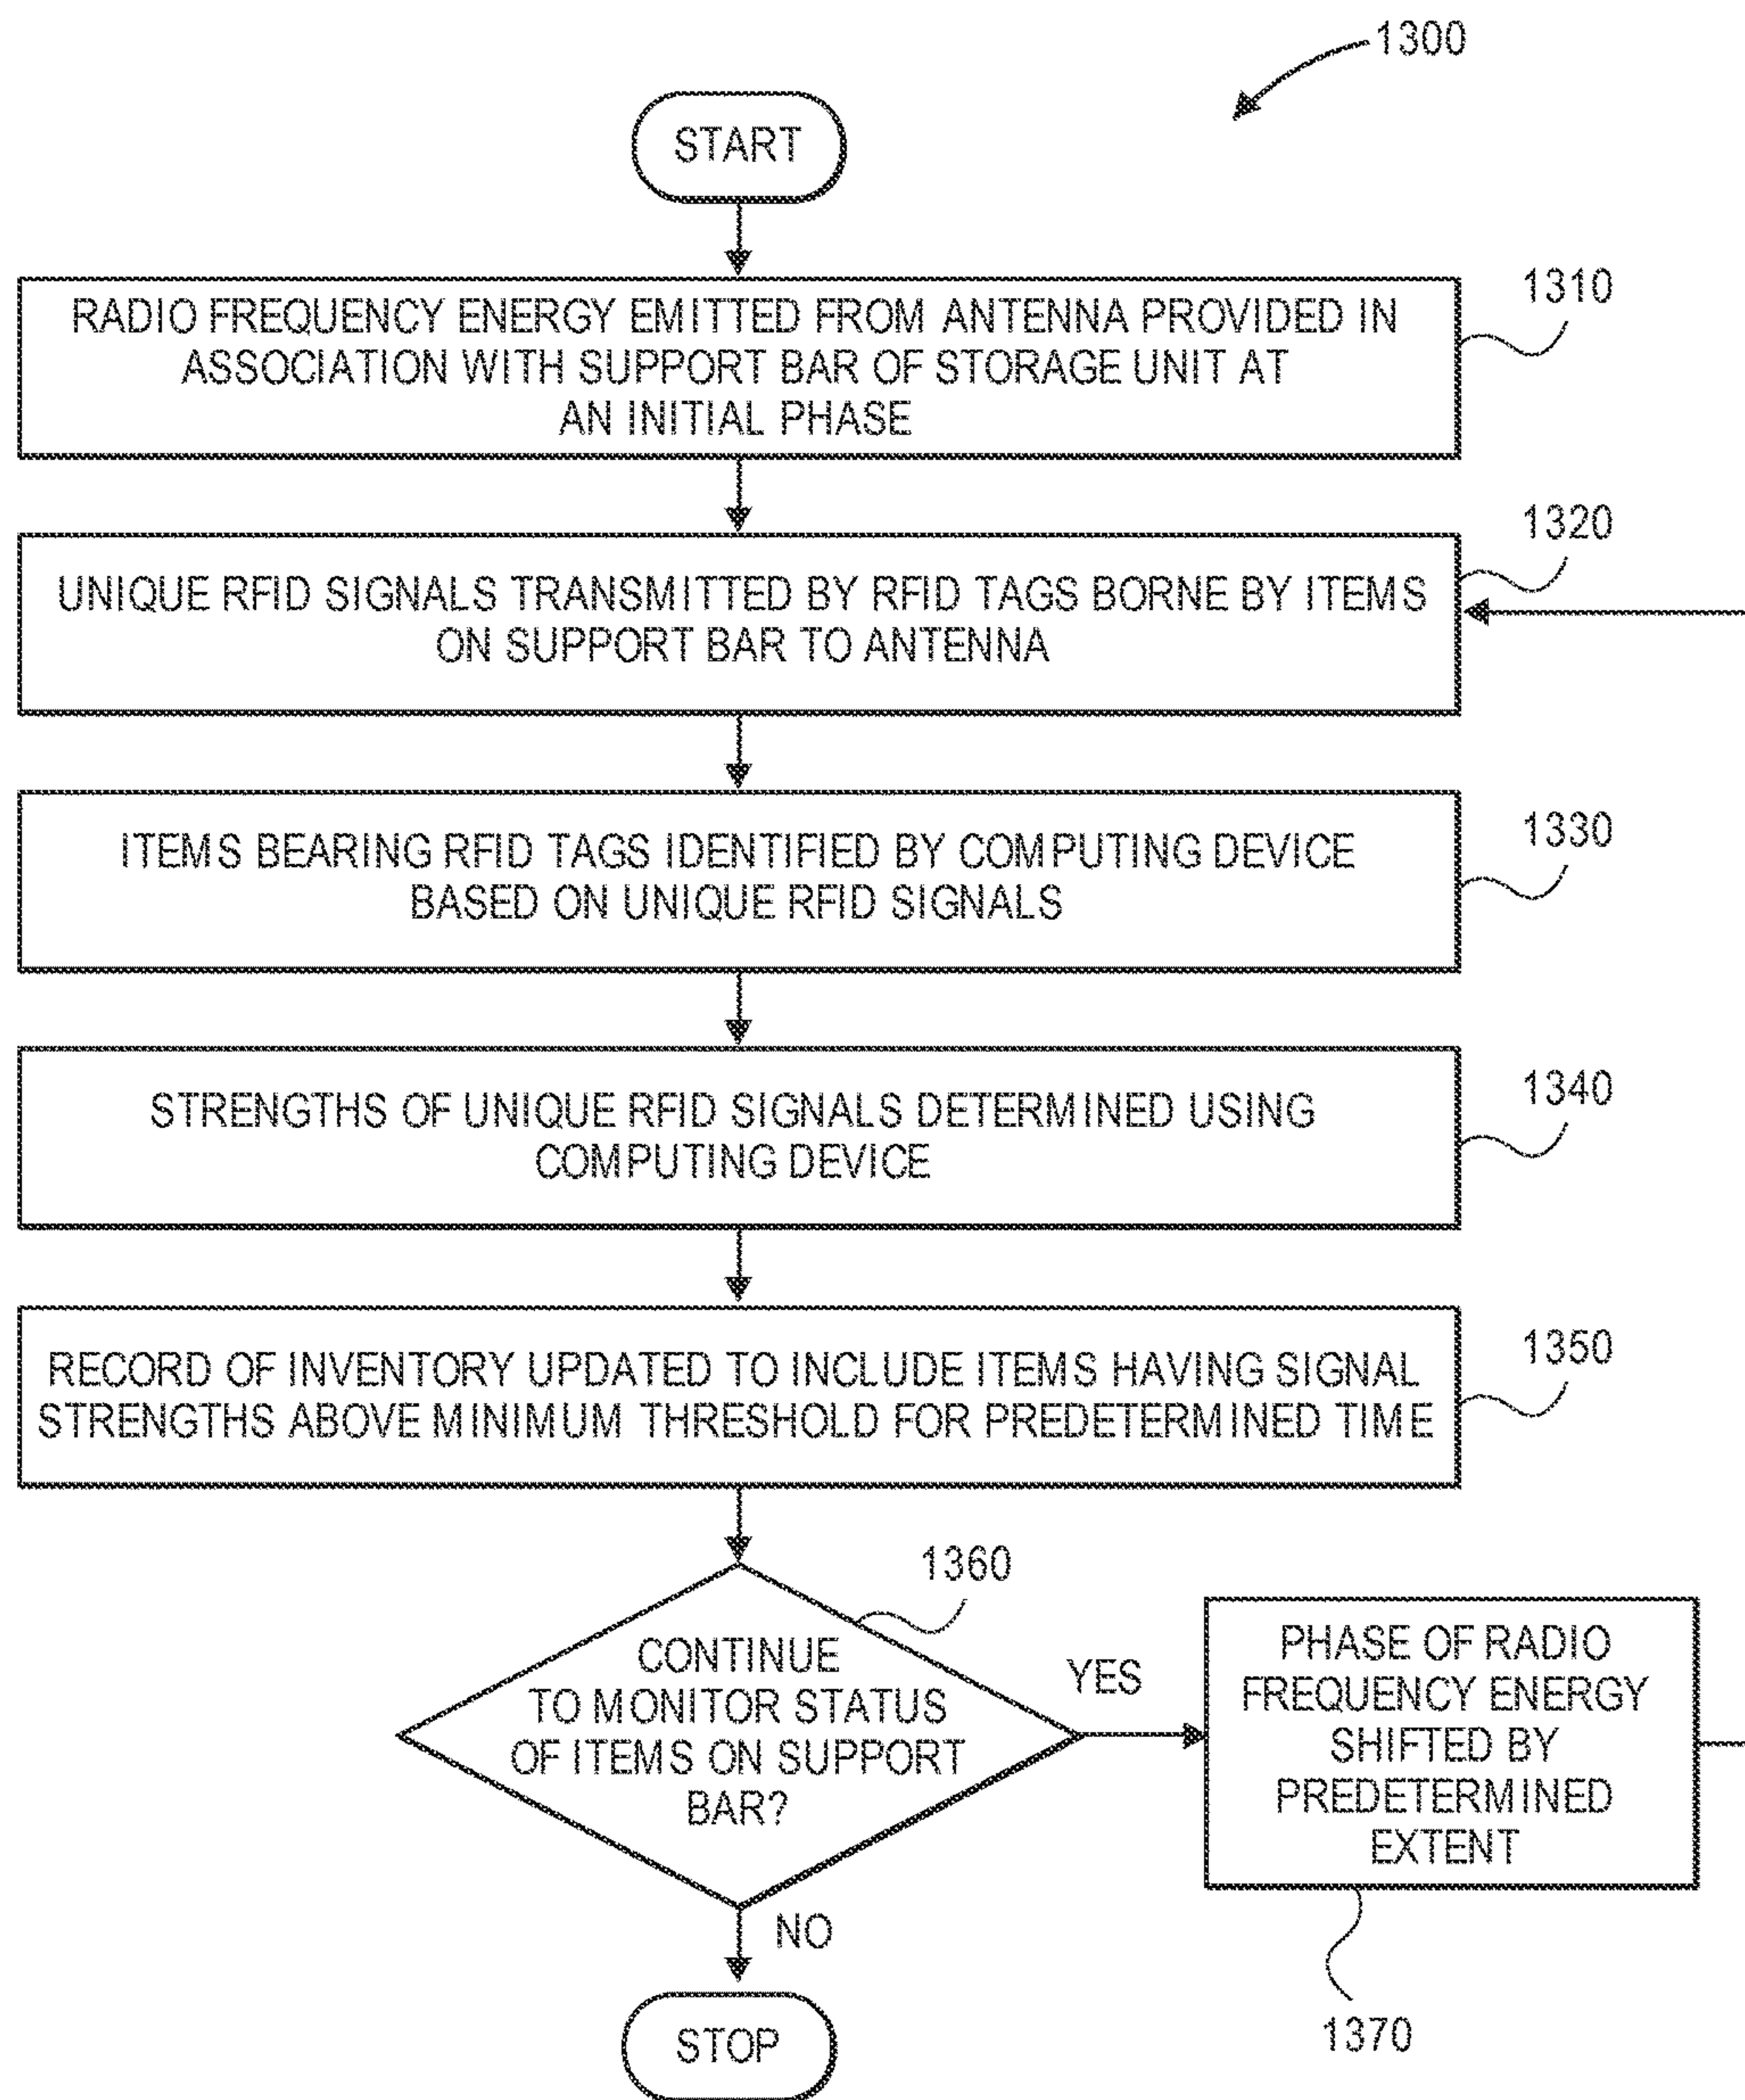 1300
START
RADIO FREQUENCY ENERGY EMITTED FROM ANTENNA PROVIDED IN
ASSOCIATION WITH SUPPORT BAR OF STORAGE UNIT AT
AN INITIAL PHASE
1310
UNIQUE RFID SIGNALS TRANSMITTED BY RFID TAGS BORNE BY ITEMS
ON SUPPORT BAR TO ANTENNA
1320
ITEMS BEARING RFID TAGS IDENTIFIED BY COMPUTING DEVICE
BASED ON UNIQUE RFID SIGNALS
1330
STRENGTHS OF UNIQUE RFID SIGNALS DETERMINED USING
COMPUTING DEVICE
1340
RECORD OF INVENTORY UPDATED TO INCLUDE ITEMS HAVING SIGNAL
STRENGTHS ABOVE MINIMUM THRESHOLD FOR PREDETERMINED TIME
1350
1360
CONTINUE
TO MONITOR STATUS
OF ITEMS ON SUPPORT
BAR?
YES
PHASE OF RADIO
FREQUENCY ENERGY
SHIFTED BY
PREDETERMINED
EXTENT
1370
NO
STOP